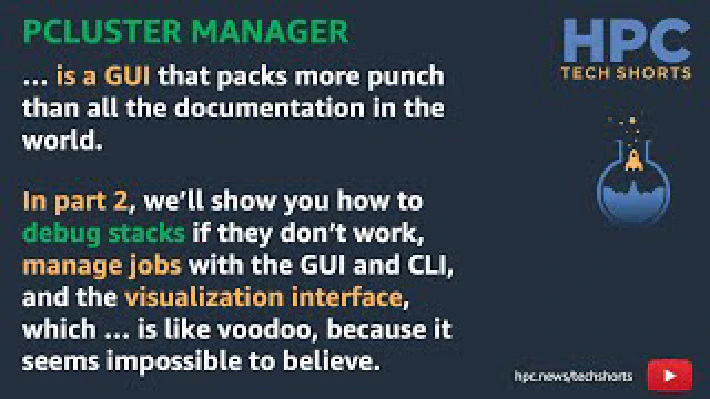 PCLUSTER MANAGER
... is a GUI that packs more punch
than all the documentation in the
world.
In part 2, we'll show you how to
debug stacks if they don't work,
manage jobs with the GUI and CLI,
and the visualization interface,
which ... is like voodoo, because it
seems impossible to believe.
HPC
TECH SHORTS
hpc.news/techshorts